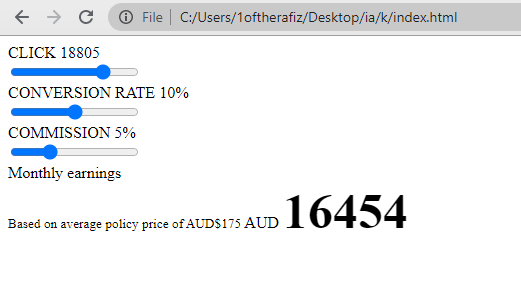 File | C:/Users/1oftherafiz/Desktop/ia/k/index.html
CLICK 18805
CONVERSION RATE 10%
COMMISSION 5%
Monthly earnings
Based on average policy price of AUD$175 AUD 16454